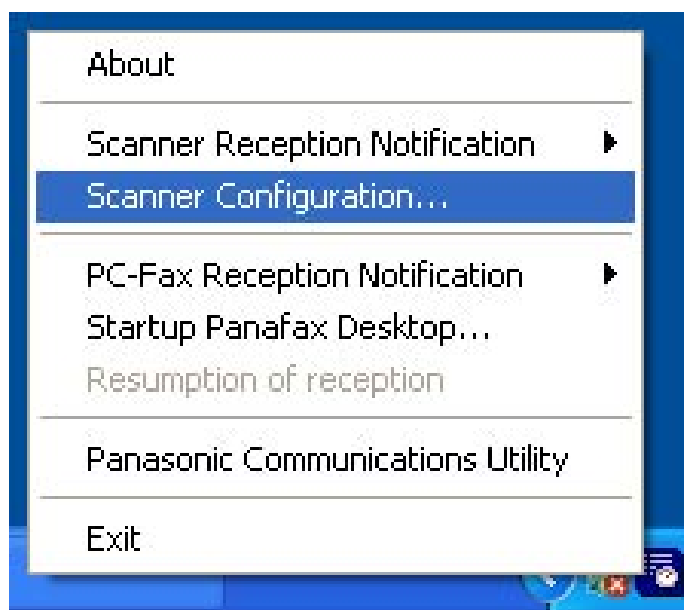 About
Scanner Reception Notification
Scanner Configuration...
PC-Fax Reception Notification
Startup Panafax Desktop...
Resumption of reception
Panasonic Communications Utility
Exit